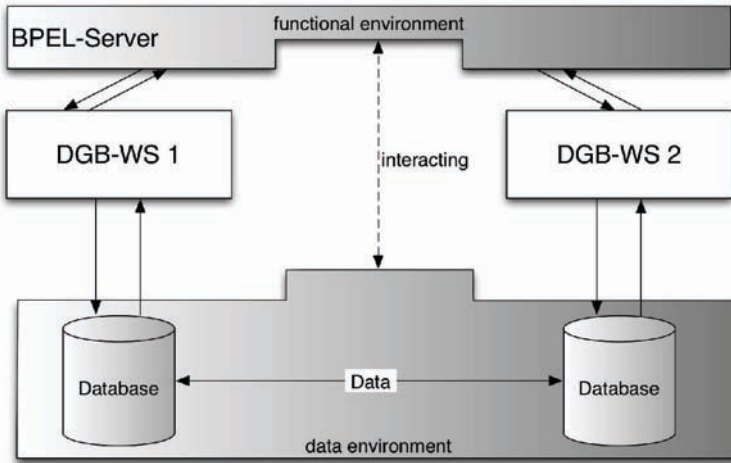 functional environment
BPEL-Server
DGB-WS 1
DGB-WS 2
interacting
Database
Data
Database
data environment